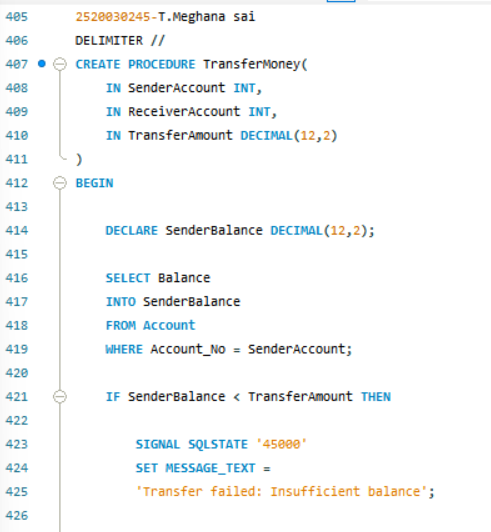 405 2520030245-T.Meghana sai
406 DELIMITER //
407 CREATE PROCEDURE TransferMoney(
408 IN SenderAccount INT,
409 IN ReceiverAccount INT,
410 IN TransferAmount DECIMAL(12,2)
411 )
412 BEGIN
413
414 DECLARE SenderBalance DECIMAL(12,2);
415
416 SELECT Balance
417 INTO SenderBalance
418 FROM Account
419 WHERE Account_No = SenderAccount;
420
421 IF SenderBalance < TransferAmount THEN
422
423 SIGNAL SQLSTATE '45000'
424 SET MESSAGE_TEXT =
425 'Transfer failed: Insufficient balance';
426